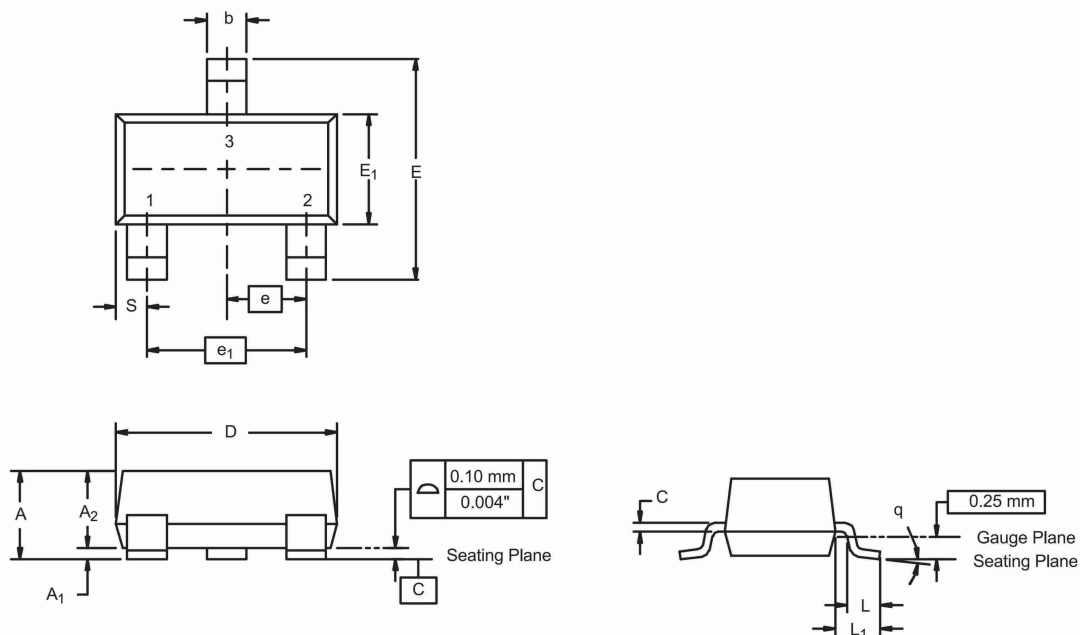 b
3
E₁
E
1
2
S
e
e₁
D
A
A₂
0.10 mm
C
0.004"
Seating Plane
A₁
C
C
q
0.25 mm
Gauge Plane
Seating Plane
L
L₁